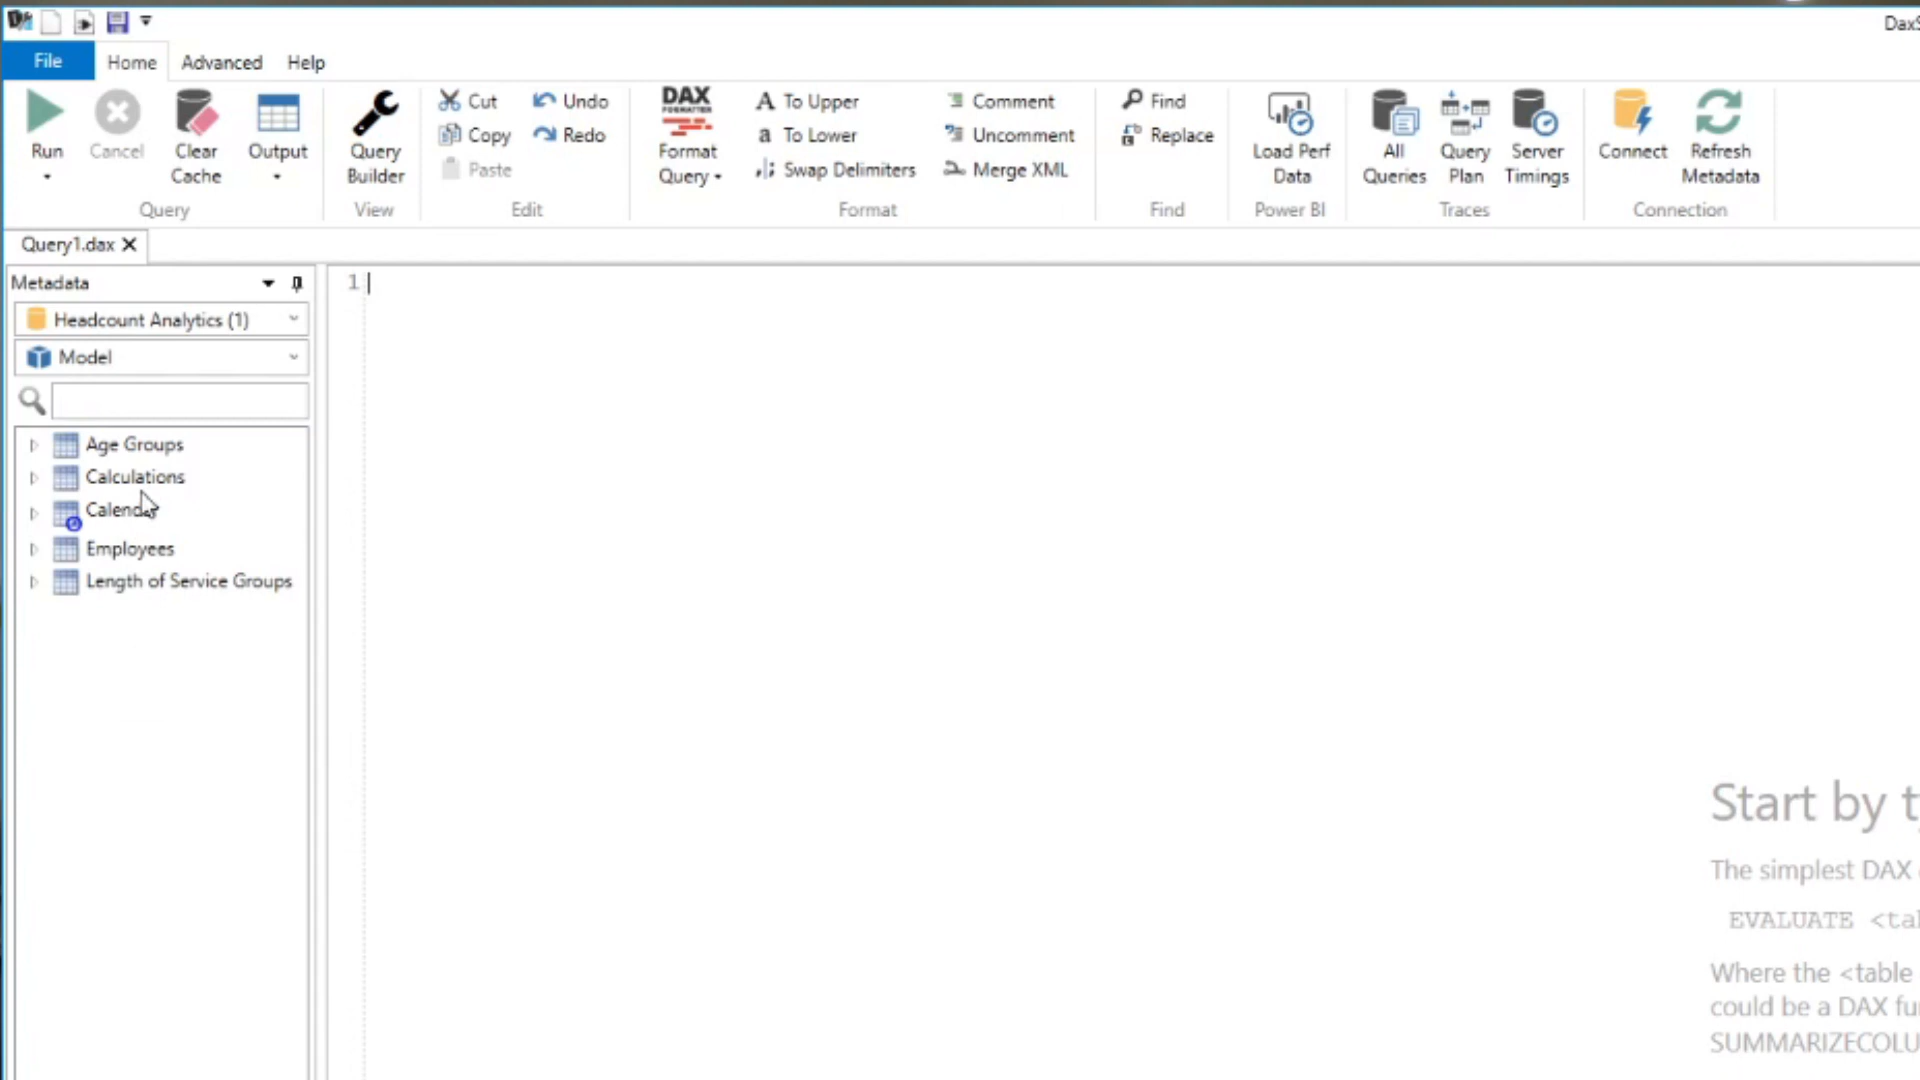 File Home Advanced Help
Run
Cancel
Clear
Cache
Output
Query
Query
Builder
View
Cut
Copy
Paste
Undo
Redo
Edit
DAX
FORMATTER
Format
Query
A To Upper
a To Lower
Swap Delimiters
Comment
Uncomment
Merge XML
Format
Find
Replace
Find
Load Perf
Data
Power BI
All
Queries
Query
Plan
Server
Timings
Traces
Connect
Refresh
Metadata
Connection
Query1.dax
Metadata
Headcount Analytics (1)
Model
Age Groups
Calculations
Employees
Length of Service Groups
1
Start by
The simplest DAX
EVALUATE
Where the <table
could be a DAX